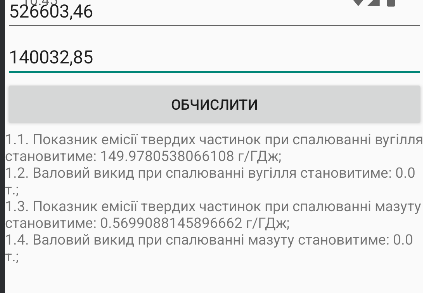 10:45
526603,46
140032,85
ОБЧИСЛИТИ
1.1. Показник емісії твердих частинок при спалюванні вугілля
становитиме: 149.9780538066108 г/ГДж;
1.2. Валовий викид при спалюванні вугілля становитиме: 0.0
т.;
1.3. Показник емісії твердих частинок при спалюванні мазуту
становитиме: 0.5699088145896662 г/ГДж;
1.4. Валовий викид при спалюванні мазуту становитиме: 0.0
т.;